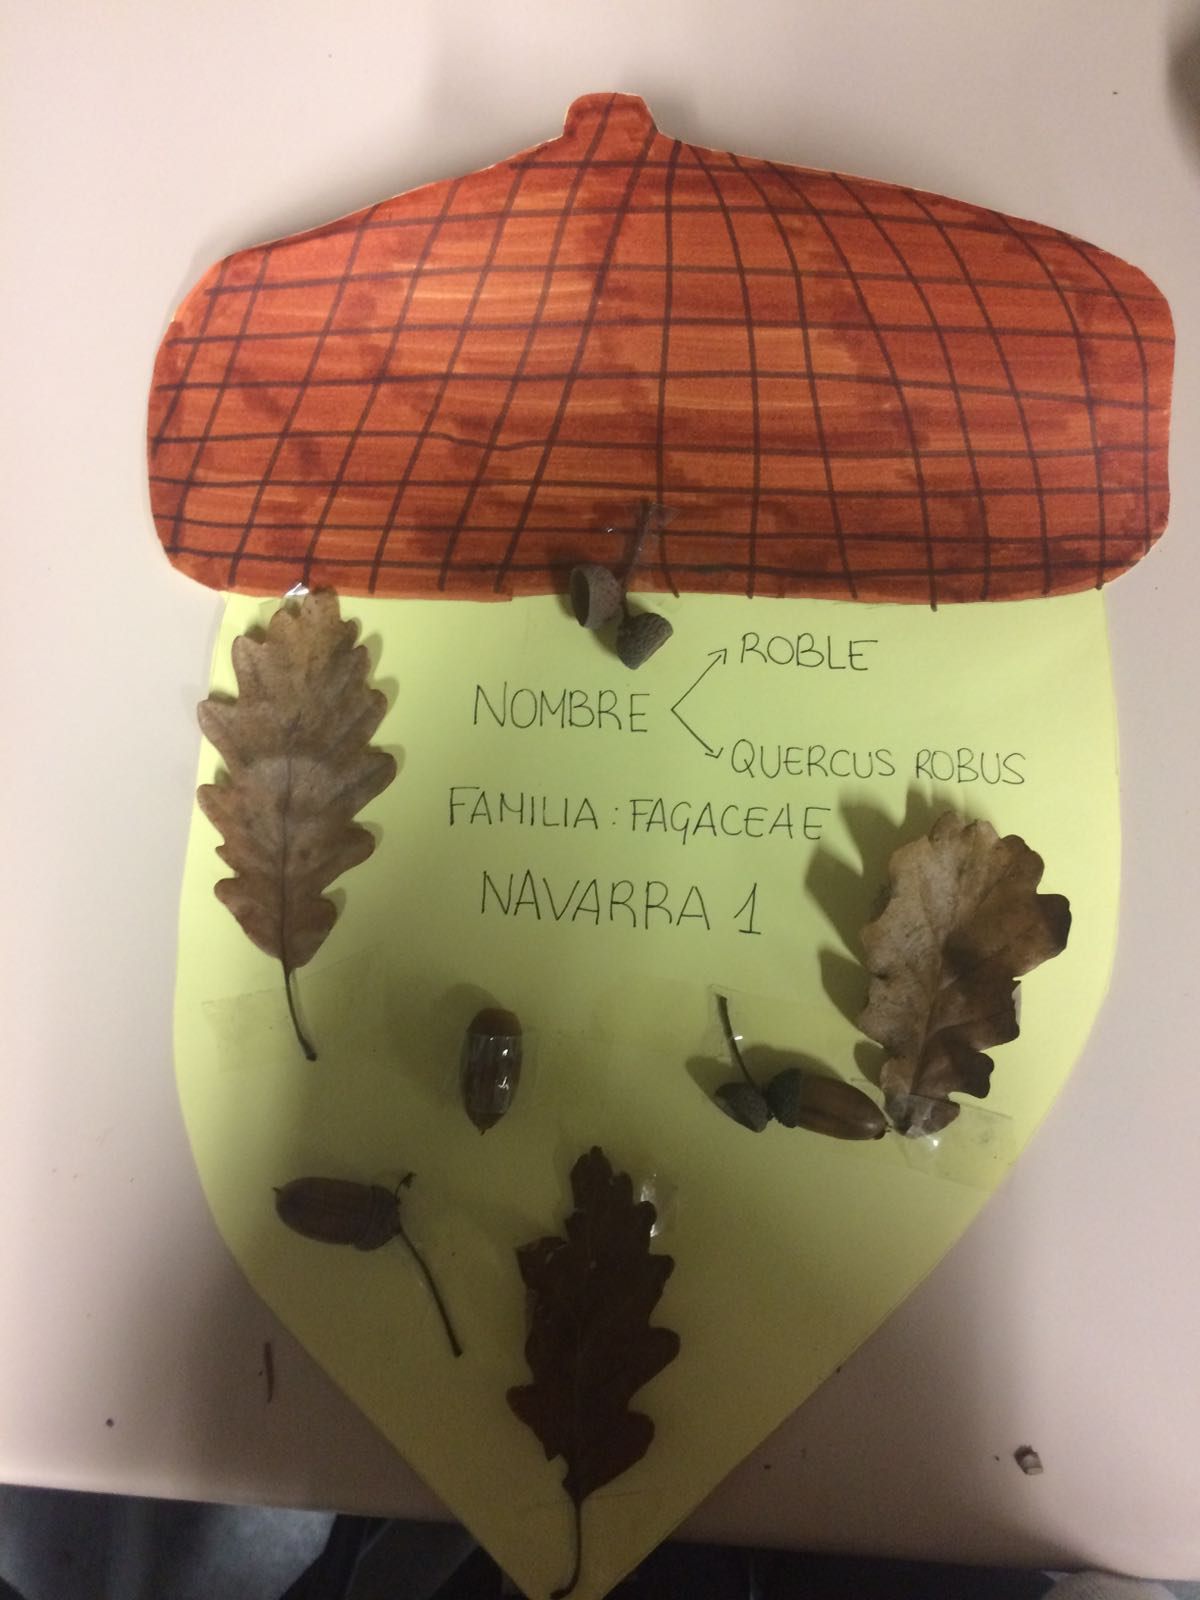 ROBLE
NOMBRE
QUERCUS ROBUS
FAMILIA : FAGACEAE
NAVARRA 1